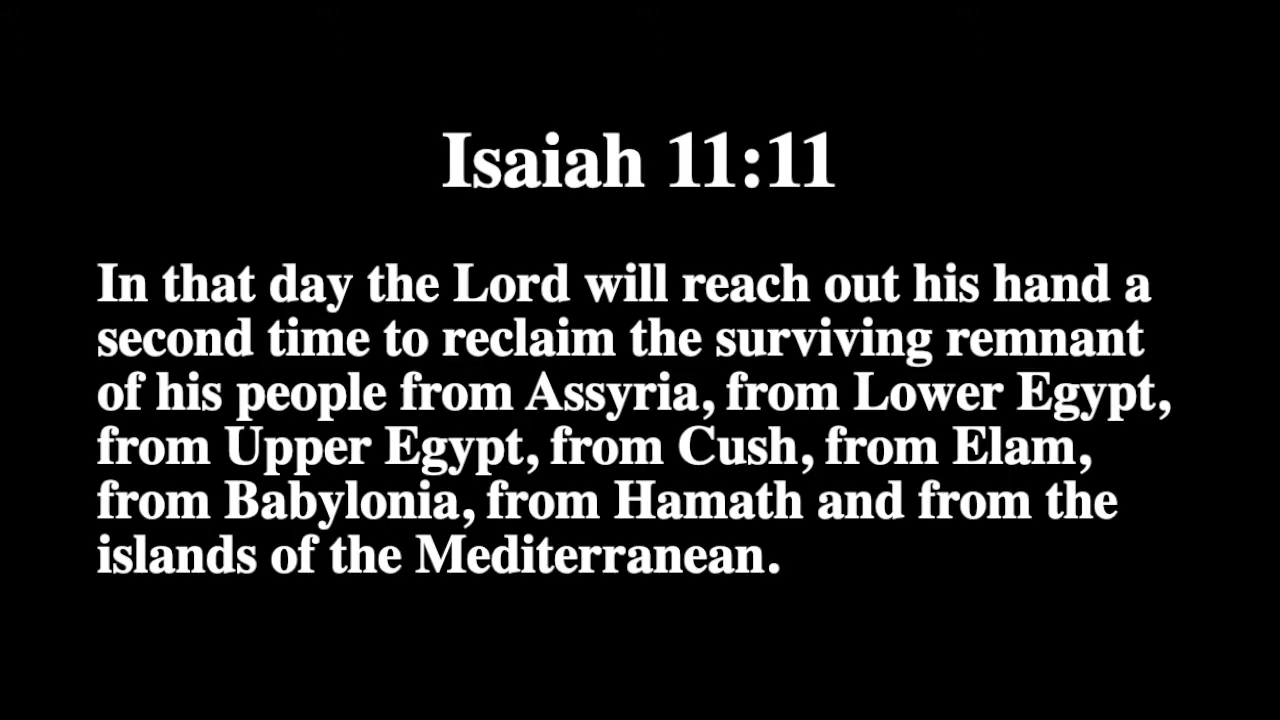 Isaiah 11:11
In that day the Lord will reach out his hand a
second time to reclaim the surviving remnant
of his people from Assyria, from Lower Egypt,
from Upper Egypt, from Cush, from Elam,
from Babylonia, from Hamath and from the
islands of the Mediterranean.